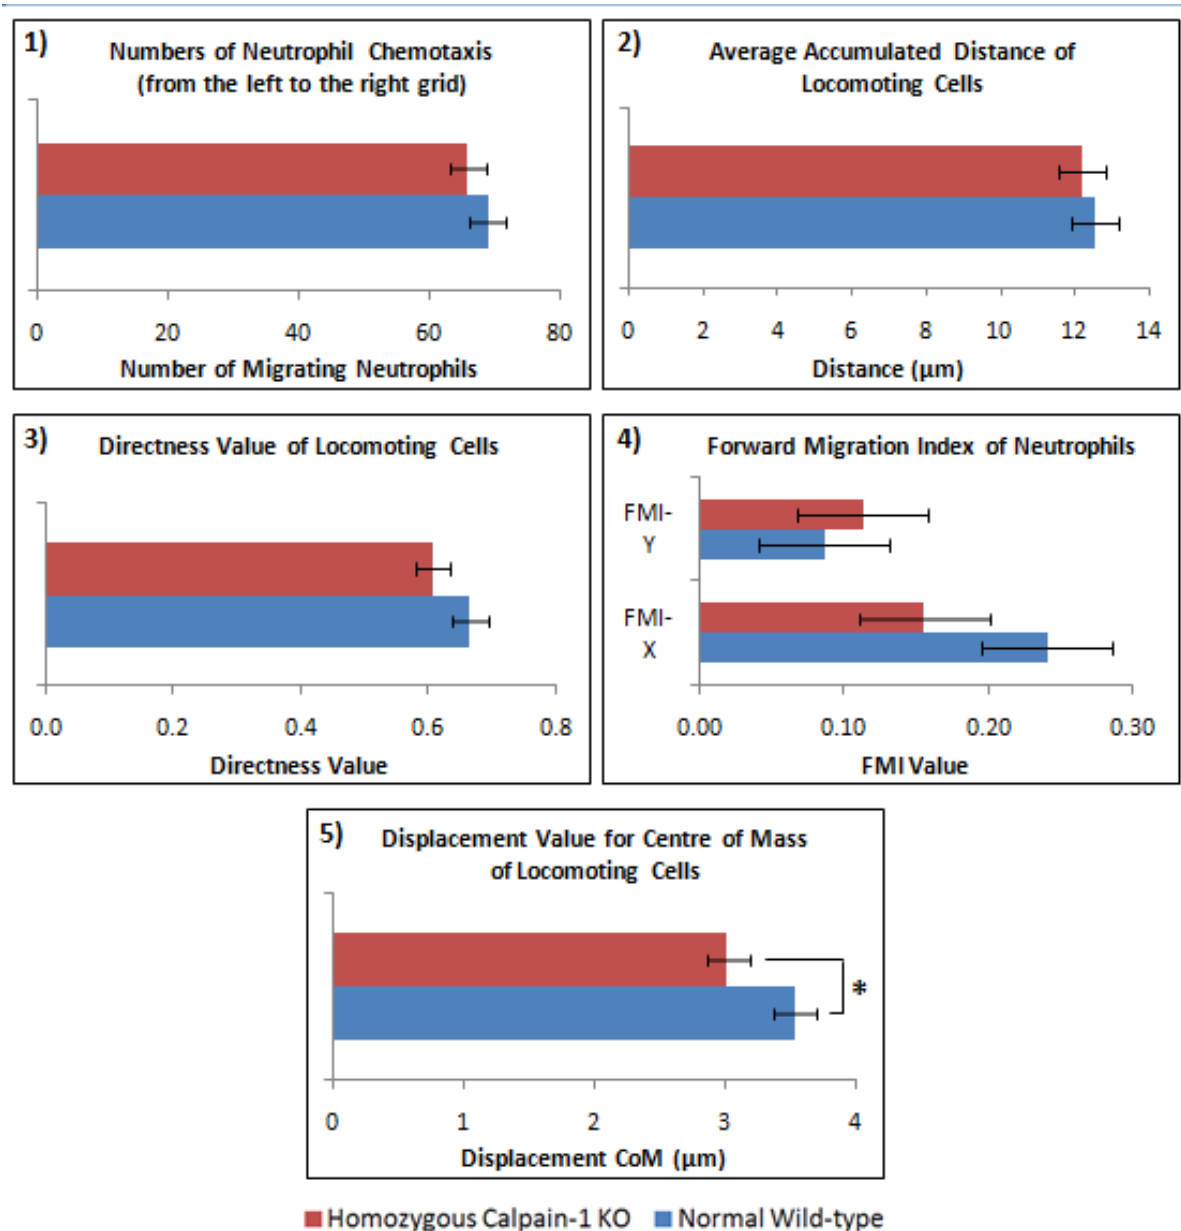 1)
Numbers of Neutrophil Chemotaxis
(from the left to the right grid)
0 20 40 60 80
Number of Migrating Neutrophils
2)
Average Accumulated Distance of
Locomoting Cells
0 2 4 6 8 10 12 14
Distance (μm)
3)
Directness Value of Locomoting Cells
0.0 0.2 0.4 0.6 0.8
Directness Value
4)
Forward Migration Index of Neutrophils
FMI-
Y
FMI-
X
0.00 0.10 0.20 0.30
FMI Value
5)
Displacement Value for Centre of Mass
of Locomoting Cells
*
0 1 2 3 4
Displacement CoM (μm)
Homozygous Calpain-1 KO Normal Wild-type